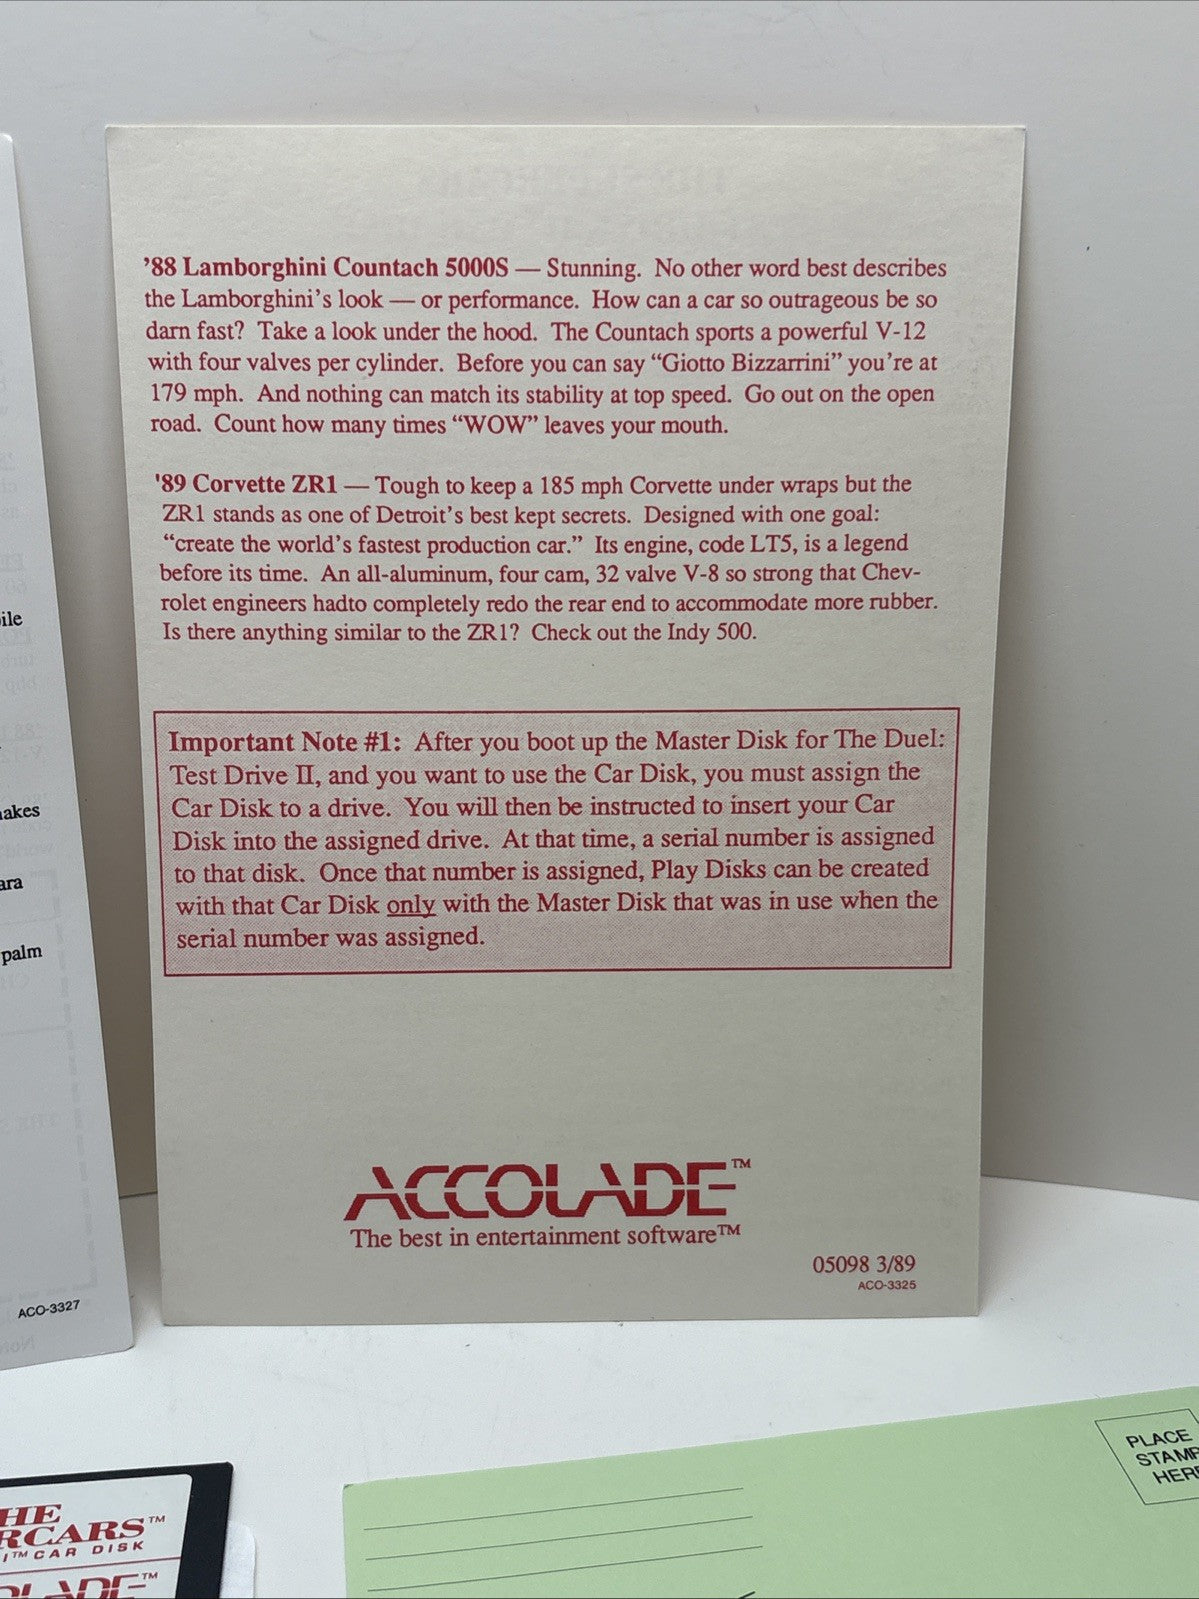 '88 Lamborghini Countach 5000S — Stunning. No other word best describes
the Lamborghini's look — or performance. How can a car so outrageous be so
darn fast? Take a look under the hood. The Countach sports a powerful V-12
with four valves per cylinder. Before you can say "Giotto Bizzarrini" you're at
179 mph. And nothing can match its stability at top speed. Go out on the open
road. Count how many times "WOW" leaves your mouth.
'89 Corvette ZR1 — Tough to keep a 185 mph Corvette under wraps but the
ZR1 stands as one of Detroit's best kept secrets. Designed with one goal:
"create the world's fastest production car." Its engine, code LT5, is a legend
before its time. An all-aluminum, four cam, 32 valve V-8 so strong that Chev-
rolet engineers hadto completely redo the rear end to accommodate more rubber.
Is there anything similar to the ZR1? Check out the Indy 500.
Important Note #1: After you boot up the Master Disk for The Duel:
Test Drive II, and you want to use the Car Disk, you must assign the
Car Disk to a drive. You will then be instructed to insert your Car
Disk into the assigned drive. At that time, a serial number is assigned
to that disk. Once that number is assigned, Play Disks can be created
with that Car Disk only with the Master Disk that was in use when the
serial number was assigned.
ACCOLADE™
The best in entertainment software™
05098 3/89
ACO-3325
ile
akes
ara
palm
ACO-3327
HE
RCARS™
I™ CAR DISK
OLADE™
PLACE
STAMP
HERE